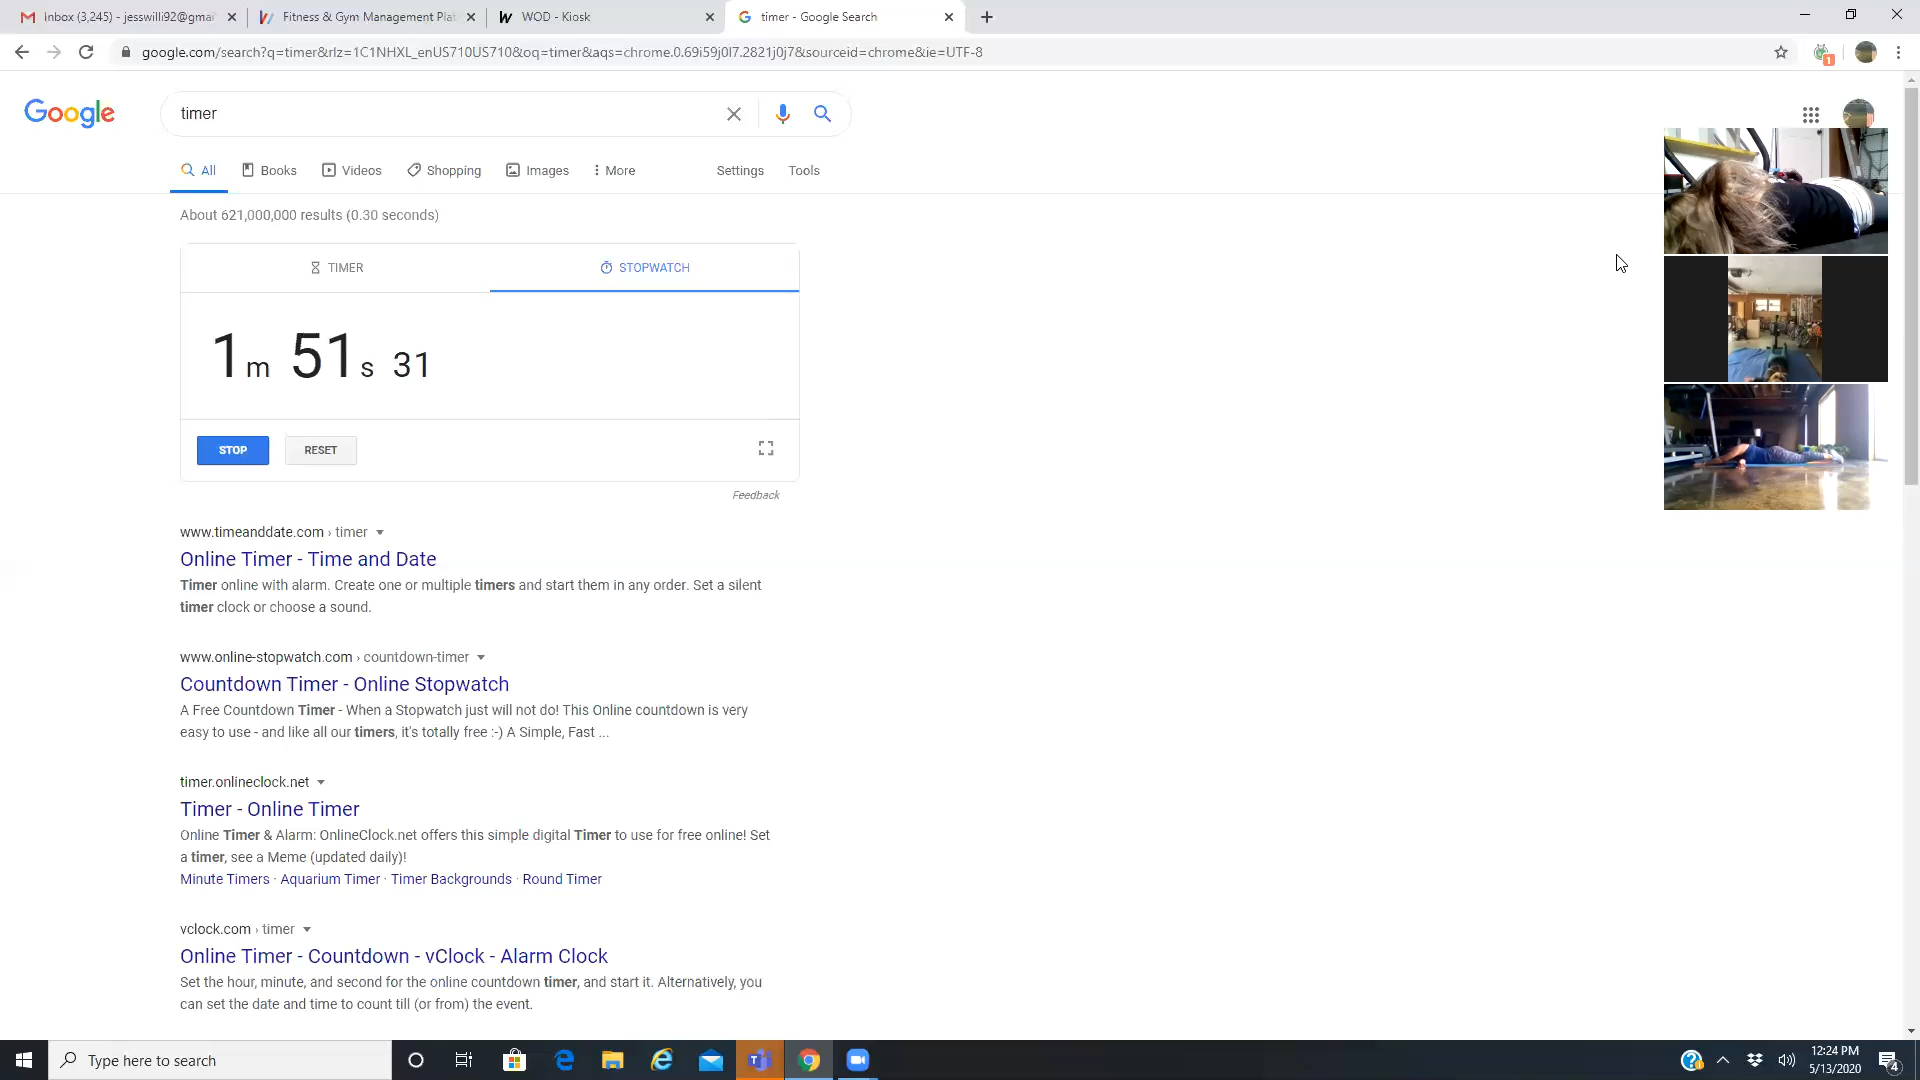 Inbox (3,245) - jesswilli92@gmai
Fitness & Gym Management Plat
WOD - Kiosk
timer - Google Search
google.com/search?q=timer&rlz=1C1NHXL_enUS710US710&oq=timer&aqs=chrome.0.69i59j0l7.2821j0j7&sourceid=chrome&ie=UTF-8
1
Google
timer
All
Books
Videos
Shopping
Images
More
Settings
Tools
About 621,000,000 results (0.30 seconds)
TIMER
STOPWATCH
1m 51s 31
STOP
RESET
Feedback
www.timeanddate.com › timer
Online Timer - Time and Date
Timer online with alarm. Create one or multiple timers and start them in any order. Set a silent
timer clock or choose a sound.
www.online-stopwatch.com › countdown-timer
Countdown Timer - Online Stopwatch
A Free Countdown Timer - When a Stopwatch just will not do! This Online countdown is very
easy to use - and like all our timers, it's totally free :-) A Simple, Fast ...
timer.onlineclock.net
Timer - Online Timer
Online Timer & Alarm: OnlineClock.net offers this simple digital Timer to use for free online! Set
a timer, see a Meme (updated daily)!
Minute Timers · Aquarium Timer · Timer Backgrounds · Round Timer
vclock.com › timer
Online Timer - Countdown - vClock - Alarm Clock
Set the hour, minute, and second for the online countdown timer, and start it. Alternatively, you
can set the date and time to count till (or from) the event.
Type here to search
12:24 PM
5/13/2020
4